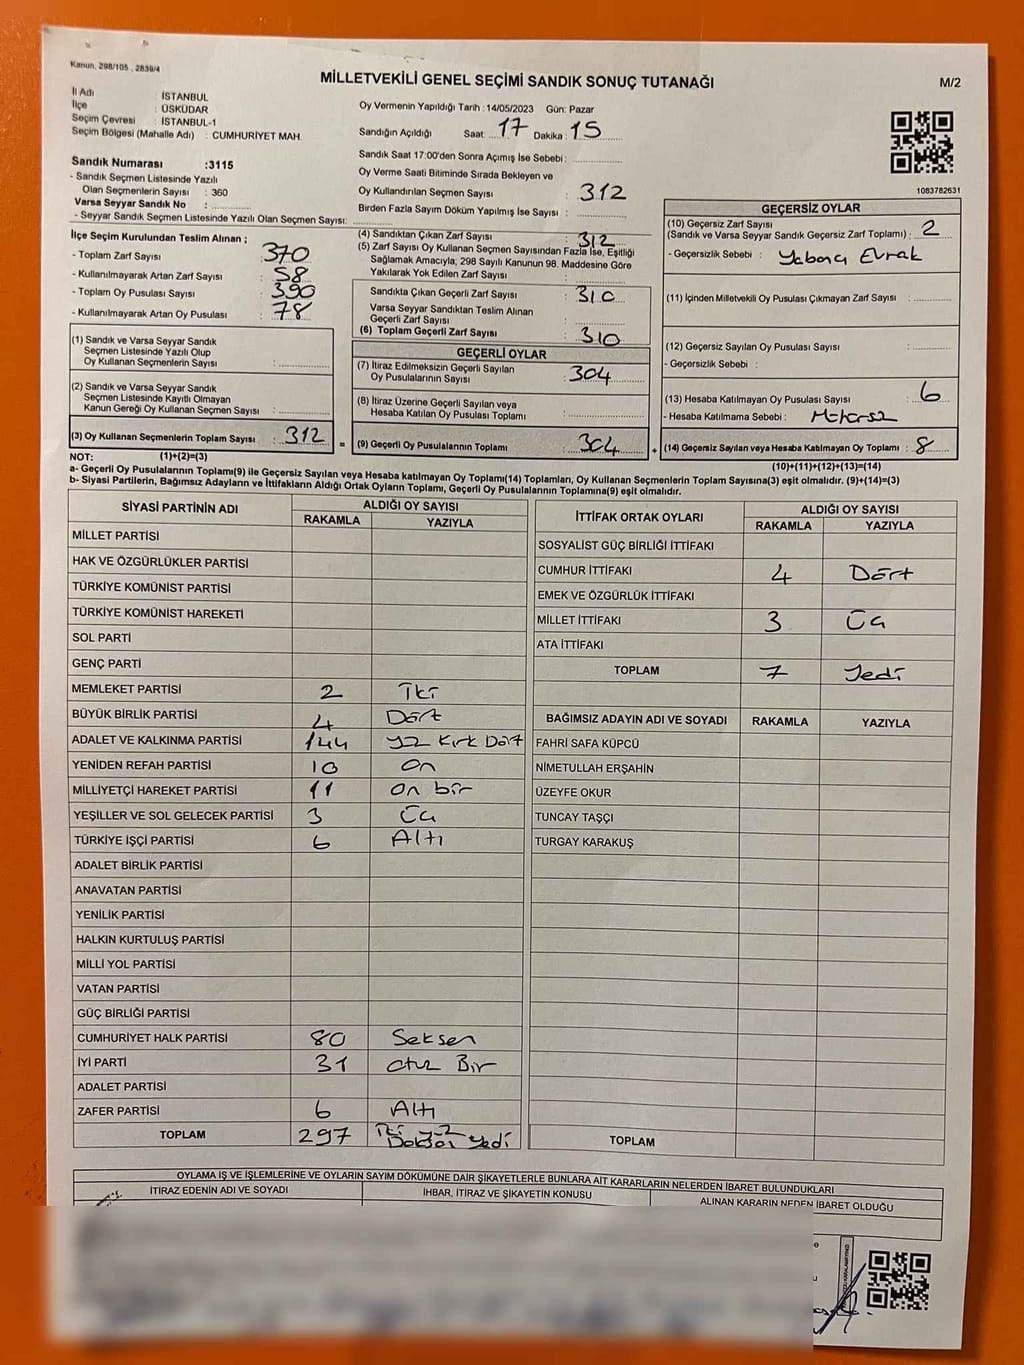 Kanun, 298/105 , 2839/4
MİLLETVEKİLİ GENEL SEÇİMİ SANDIK SONUÇ TUTANAĞI
M/2
İl Adı : İSTANBUL
İlçe : ÜSKÜDAR
Seçim Çevresi : İSTANBUL-1
Seçim Bölgesi (Mahalle Adı) : CUMHURİYET MAH.
Sandık Numarası :3115
- Sandık Seçmen Listesinde Yazılı
Olan Seçmenlerin Sayısı : 360
Varsa Seyyar Sandık No :
- Seyyar Sandık Seçmen Listesinde Yazılı Olan Seçmen Sayısı:
Oy Vermenin Yapıldığı Tarih : 14/05/2023 Gün: Pazar
Sandığın Açıldığı Saat: 17 Dakika : 15
Sandık Saat 17:00'den Sonra Açımış İse Sebebi :
Oy Verme Saati Bitiminde Sırada Bekleyen ve
Oy Kullandırılan Seçmen Sayısı : 312
Birden Fazla Sayım Döküm Yapılmış İse Sayısı :
1083782631
İlçe Seçim Kurulundan Teslim Alınan ;
- Toplam Zarf Sayısı : 370
- Kullanılmayarak Artan Zarf Sayısı : 58
- Toplam Oy Pusulası Sayısı : 390
- Kullanılmayarak Artan Oy Pusulası : 78
(1) Sandık ve Varsa Seyyar Sandık
Seçmen Listesinde Yazılı Olup
Oy Kullanan Seçmenlerin Sayısı :
(2) Sandık ve Varsa Seyyar Sandık
Seçmen Listesinde Kayıtlı Olmayan
Kanun Gereği Oy Kullanan Seçmen Sayısı :
(3) Oy Kullanan Seçmenlerin Toplam Sayısı : 312
(4) Sandıktan Çıkan Zarf Sayısı : 312
(5) Zarf Sayısı Oy Kullanan Seçmen Sayısından Fazla İse, Eşitliği
Sağlamak Amacıyla; 298 Sayılı Kanunun 98. Maddesine Göre
Yakılarak Yok Edilen Zarf Sayısı :
Sandıkta Çıkan Geçerli Zarf Sayısı : 310
Varsa Seyyar Sandıktan Teslim Alınan
Geçerli Zarf Sayısı :
(6) Toplam Geçerli Zarf Sayısı : 310
GEÇERLİ OYLAR
(7) İtiraz Edilmeksizin Geçerli Sayılan
Oy Pusulalarının Sayısı : 304
(8) İtiraz Üzerine Geçerli Sayılan veya
Hesaba Katılan Oy Pusulası Toplamı :
= (9) Geçerli Oy Pusulalarının Toplamı : 304
GEÇERSİZ OYLAR
(10) Geçersiz Zarf Sayısı
(Sandık ve Varsa Seyyar Sandık Geçersiz Zarf Toplamı) : 2
- Geçersizlik Sebebi : Yabancı Evrak
(11) İçinden Milletvekili Oy Pusulası Çıkmayan Zarf Sayısı :
(12) Geçersiz Sayılan Oy Pusulası Sayısı :
- Geçersizlik Sebebi :
(13) Hesaba Katılmayan Oy Pusulası Sayısı : 6
- Hesaba Katılmama Sebebi :
+ (14) Geçersiz Sayılan veya Hesaba Katılmayan Oy Toplamı : 8
NOT: (1)+(2)=(3)
(10)+(11)+(12)+(13)=(14)
a- Geçerli Oy Pusulalarının Toplamı(9) ile Geçersiz Sayılan veya Hesaba katılmayan Oy Toplamı(14) Toplamları, Oy Kullanan Seçmenlerin Toplam Sayısına(3) eşit olmalıdır. (9)+(14)=(3)
b- Siyasi Partilerin, Bağımsız Adayların ve İttifakların Aldığı Ortak Oyların Toplamı, Geçerli Oy Pusulalarının Toplamına(9) eşit olmalıdır.
SİYASİ PARTİNİN ADI ALDIĞI OY SAYISI
RAKAMLA YAZIYLA
MİLLET PARTİSİ
HAK VE ÖZGÜRLÜKLER PARTİSİ
TÜRKİYE KOMÜNİST PARTİSİ
TÜRKİYE KOMÜNİST HAREKETİ
SOL PARTİ
GENÇ PARTİ
MEMLEKET PARTİSİ 2 İki
BÜYÜK BİRLİK PARTİSİ 4 Dört
ADALET VE KALKINMA PARTİSİ 144 yz Kırk Dört
YENİDEN REFAH PARTİSİ 10 On
MİLLİYETÇİ HAREKET PARTİSİ 11 On bir
YEŞİLLER VE SOL GELECEK PARTİSİ 3 Üç
TÜRKİYE İŞÇİ PARTİSİ 6 Altı
ADALET BİRLİK PARTİSİ
ANAVATAN PARTİSİ
YENİLİK PARTİSİ
HALKIN KURTULUŞ PARTİSİ
MİLLİ YOL PARTİSİ
VATAN PARTİSİ
GÜÇ BİRLİĞİ PARTİSİ
CUMHURİYET HALK PARTİSİ 80 Seksen
İYİ PARTİ 31 Otuz Bir
ADALET PARTİSİ
ZAFER PARTİSİ 6 Altı
TOPLAM 297 İki yz Doksan Yedi
İTTİFAK ORTAK OYLARI ALDIĞI OY SAYISI
RAKAMLA YAZIYLA
SOSYALİST GÜÇ BİRLİĞİ İTTİFAKI
CUMHUR İTTİFAKI 4 Dört
EMEK VE ÖZGÜRLÜK İTTİFAKI
MİLLET İTTİFAKI 3 Üç
ATA İTTİFAKI
TOPLAM 7 Yedi
BAĞIMSIZ ADAYIN ADI VE SOYADI RAKAMLA YAZIYLA
FAHRİ SAFA KÜPCÜ
NİMETULLAH ERŞAHİN
ÜZEYFE OKUR
TUNCAY TAŞÇI
TURGAY KARAKUŞ
TOPLAM
OYLAMA İŞ VE İŞLEMLERİNE VE OYLARIN SAYIM DÖKÜMÜNE DAİR ŞİKAYETLERLE BUNLARA AİT KARARLARIN NELERDEN İBARET BULUNDUKLARI
İTİRAZ EDENİN ADI VE SOYADI
İHBAR, İTİRAZ VE ŞİKAYETİN KONUSU
ALINAN KARARIN NEDEN İBARET OLDUĞU